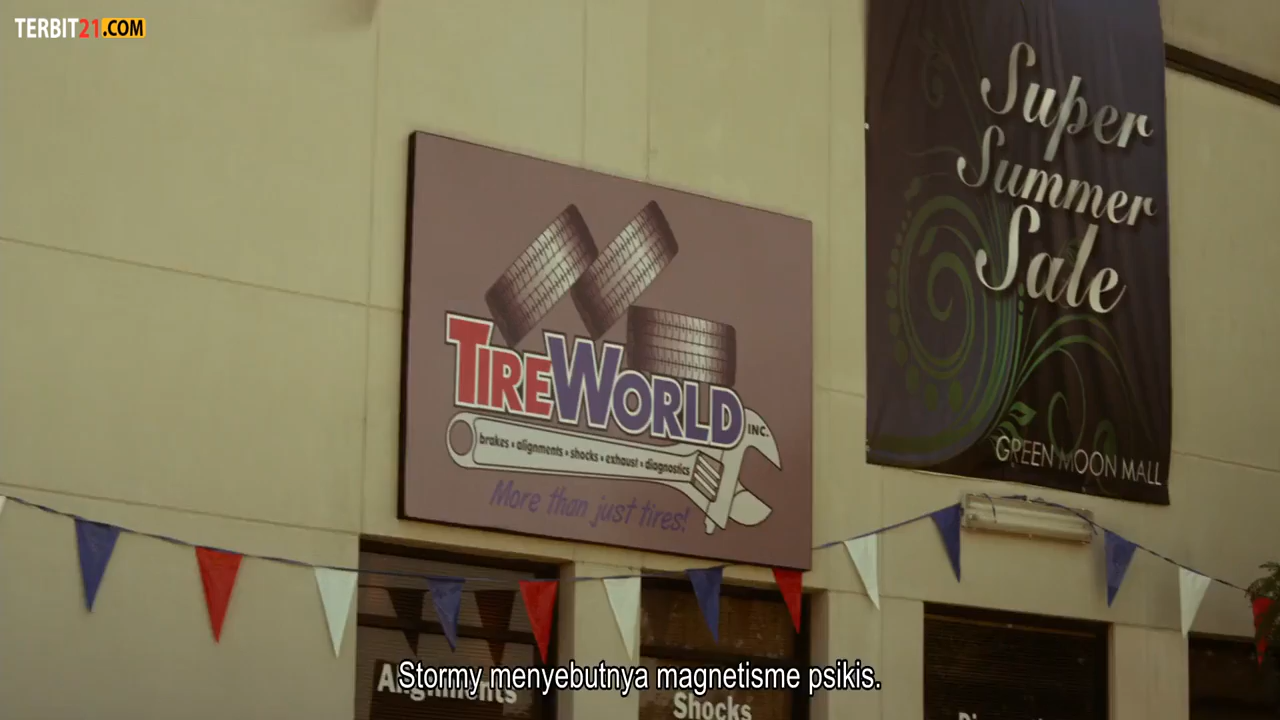 TERBIT21.COM
Super
Summer
Sale
GREEN MOON MALL
TIREWORLD INC.
brakes • alignments • shocks • exhaust • diagnostics
More than just tires!
Stormy menyebutnya magnetisme psikis.
Alignments
Shocks